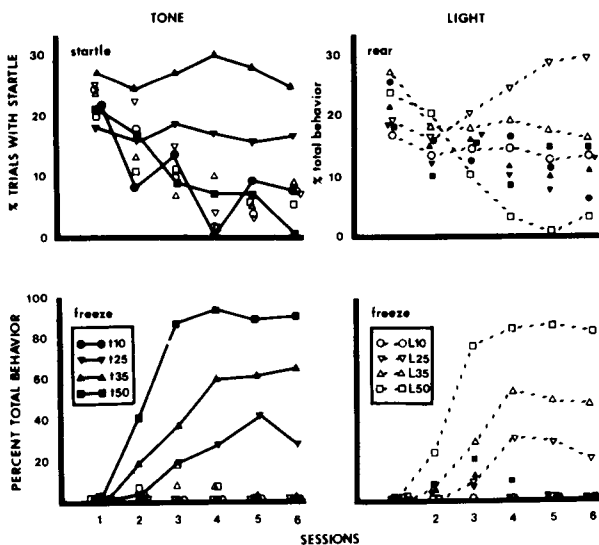 TONE
LIGHT
startle
% TRIALS WITH STARTLE
30
20
10
0
rear
% total behavior
30
20
10
0
freeze
t10
t25
t35
t50
PERCENT TOTAL BEHAVIOR
100
80
60
40
20
1 2 3 4 5 6
freeze
L10
L25
L35
L50
2 3 4 5 6
SESSIONS